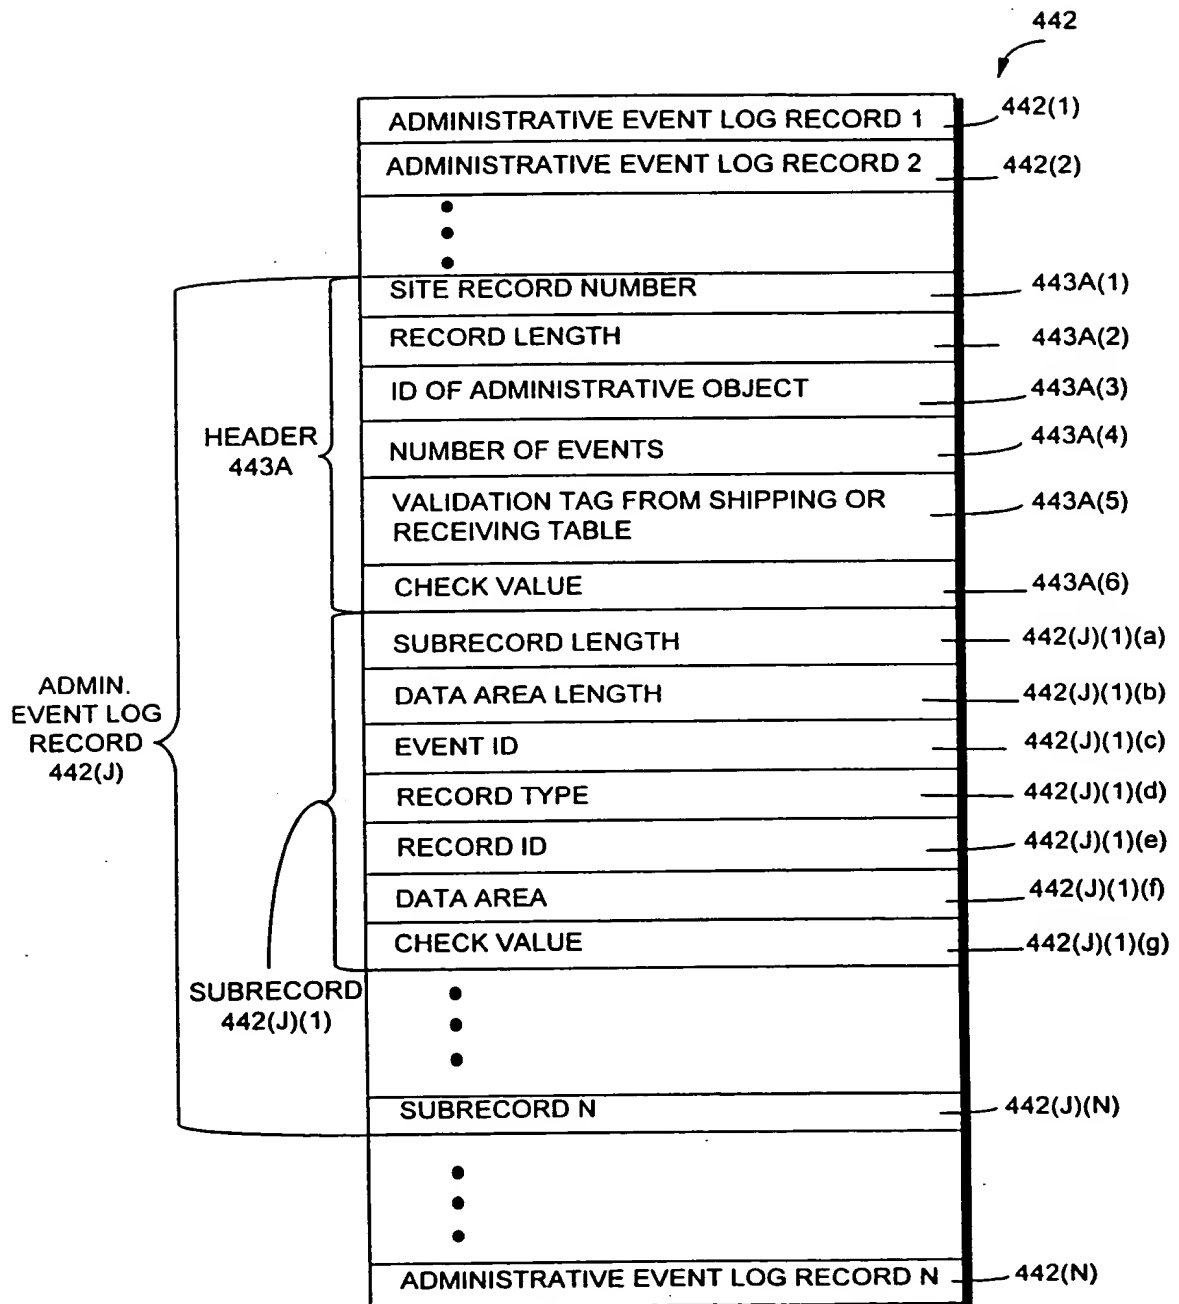 442
ADMINISTRATIVE EVENT LOG RECORD 1
442(1)
ADMINISTRATIVE EVENT LOG RECORD 2
442(2)
SITE RECORD NUMBER
443A(1)
RECORD LENGTH
443A(2)
ID OF ADMINISTRATIVE OBJECT
443A(3)
HEADER
443A
NUMBER OF EVENTS
443A(4)
VALIDATION TAG FROM SHIPPING OR
RECEIVING TABLE
443A(5)
CHECK VALUE
443A(6)
SUBRECORD LENGTH
442(J)(1)(a)
ADMIN.
EVENT LOG
RECORD
442(J)
DATA AREA LENGTH
442(J)(1)(b)
EVENT ID
442(J)(1)(c)
RECORD TYPE
442(J)(1)(d)
RECORD ID
442(J)(1)(e)
DATA AREA
442(J)(1)(f)
CHECK VALUE
442(J)(1)(g)
SUBRECORD
442(J)(1)
SUBRECORD N
442(J)(N)
ADMINISTRATIVE EVENT LOG RECORD N
442(N)